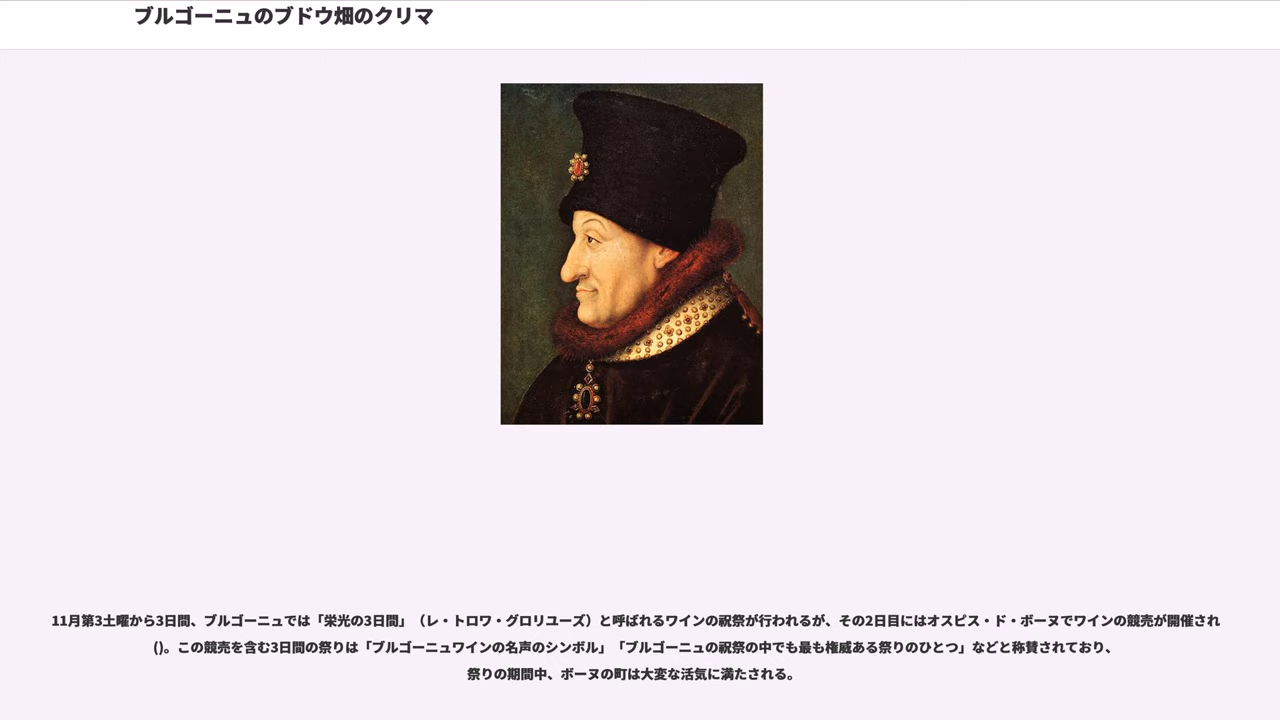 ブルゴーニュのブドウ畑のクリマ
11月第3土曜から3日間、ブルゴーニュでは「栄光の3日間」（レ・トロワ・グロリユーズ）と呼ばれるワインの祝祭が行われるが、その2日目にはオスピス・ド・ボーヌでワインの競売が開催され
()。この競売を含む3日間の祭りは「ブルゴーニュワインの名声のシンボル」「ブルゴーニュの祝祭の中でも最も権威ある祭りのひとつ」などと称賛されており、
祭りの期間中、ボーヌの町は大変な活気に満たされる。